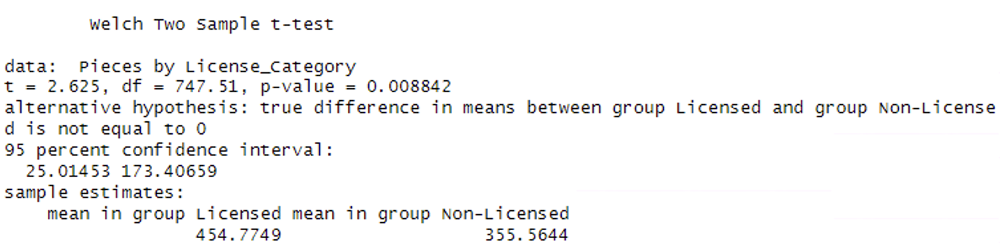 Welch Two Sample t-test
data:  Pieces by License_Category
t = 2.625, df = 747.51, p-value = 0.008842
alternative hypothesis: true difference in means between group Licensed and group Non-License
d is not equal to 0
95 percent confidence interval:
25.01453 173.40659
sample estimates:
mean in group Licensed mean in group Non-Licensed
454.7749 355.5644